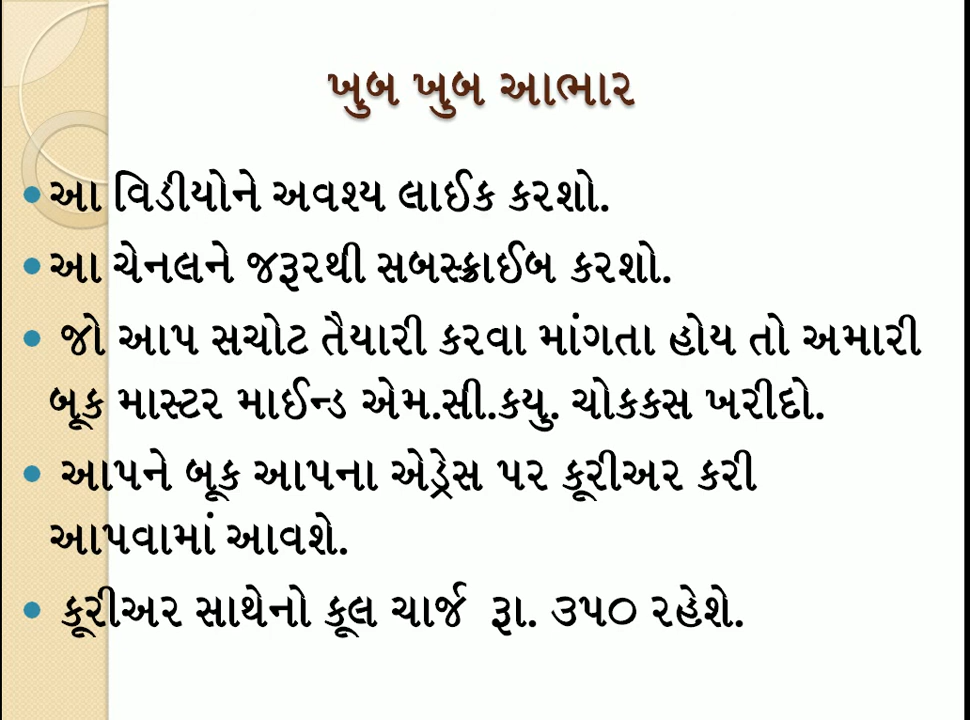 ખુબ ખુબ આભાર
આ વિડીયોને અવશ્ય લાઈક કરશો.
આ ચેનલને જરૂરથી સબસ્ક્રાઈબ કરશો.
જો આપ સચોટ તૈયારી કરવા માંગતા હોય તો અમારી
બૂક માસ્ટર માઈન્ડ એમ.સી.કયુ. ચોકકસ ખરીદો.
આપને બૂક આપના એડ્રેસ પર કૂરીઅર કરી
આપવામાં આવશે.
કૂરીઅર સાથેનો કૂલ ચાર્જ રૂા. ૩૫૦ રહેશે.